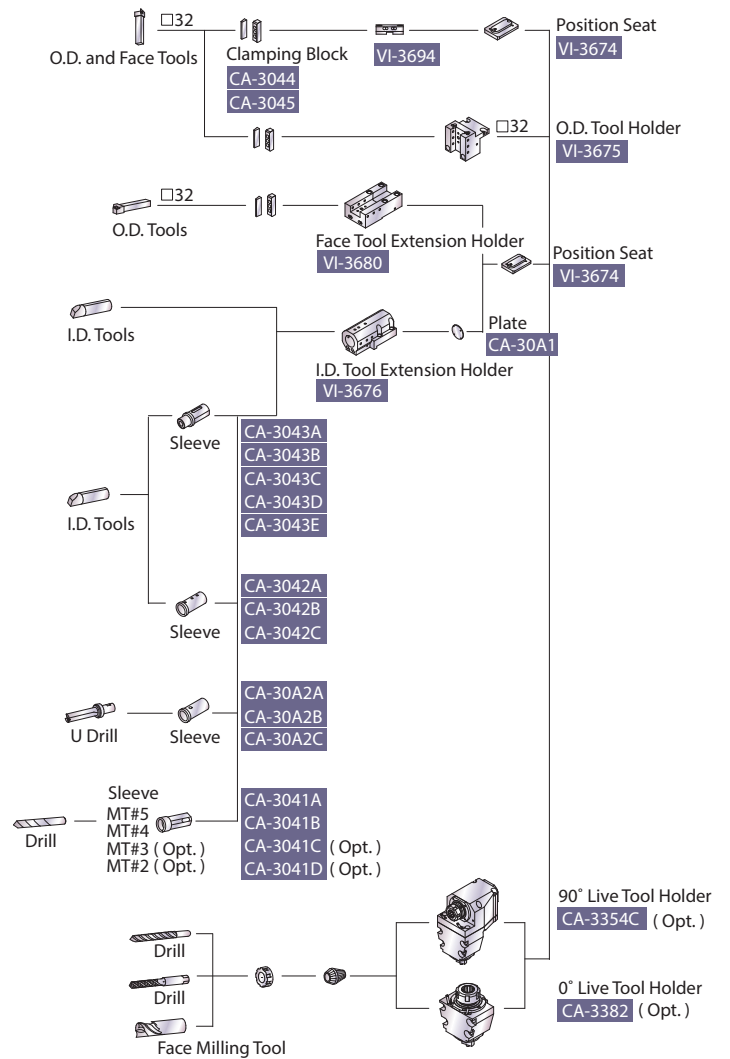 □32
O.D. and Face Tools
Clamping Block
CA-3044
CA-3045
VI-3694
Position Seat
VI-3674
□32
O.D. Tool Holder
VI-3675
□32
O.D. Tools
Face Tool Extension Holder
VI-3680
Position Seat
VI-3674
I.D. Tools
Plate
CA-30A1
I.D. Tool Extension Holder
VI-3676
Sleeve
CA-3043A
CA-3043B
CA-3043C
CA-3043D
CA-3043E
I.D. Tools
Sleeve
CA-3042A
CA-3042B
CA-3042C
U Drill
Sleeve
CA-30A2A
CA-30A2B
CA-30A2C
Drill
Sleeve
MT#5
MT#4
MT#3 ( Opt. )
MT#2 ( Opt. )
CA-3041A
CA-3041B
CA-3041C ( Opt. )
CA-3041D ( Opt. )
90° Live Tool Holder
CA-3354C ( Opt. )
Drill
Drill
Face Milling Tool
0° Live Tool Holder
CA-3382 ( Opt. )